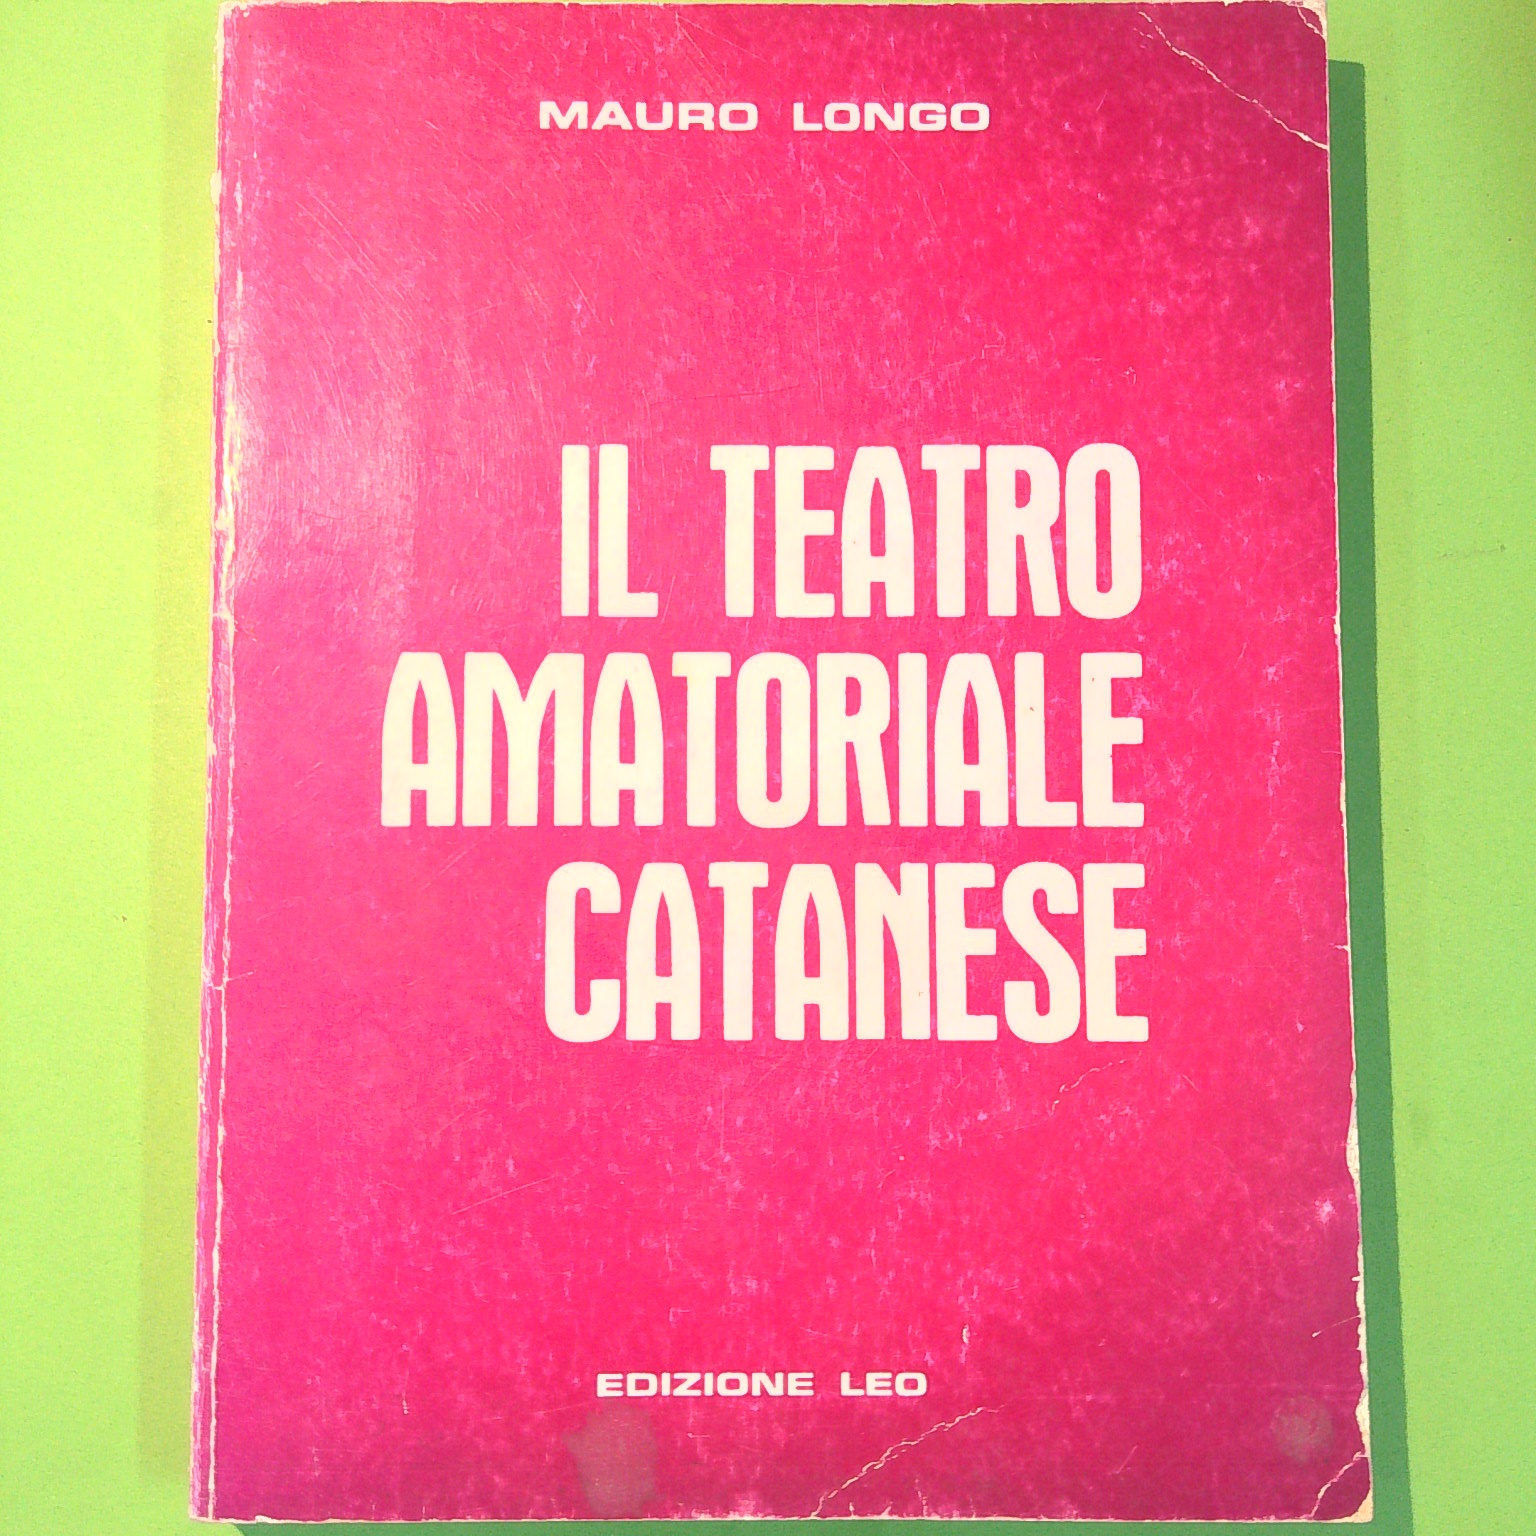 MAURO LONGO
IL TEATRO
AMATORIALE
CATANESE
EDIZIONE LEO